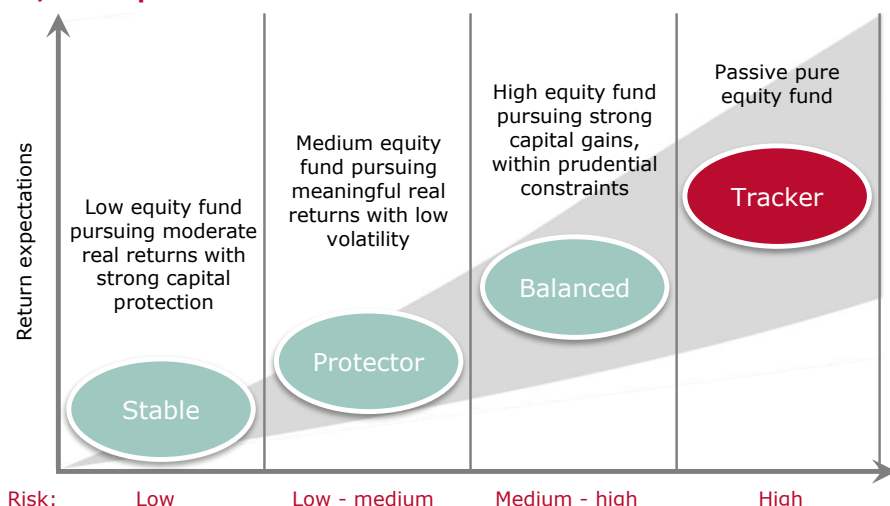 Return expectations
Low equity fund
pursuing moderate
real returns with
strong capital
protection
Stable
Medium equity
fund pursuing
meaningful real
returns with low
volatility
Protector
High equity fund
pursuing strong
capital gains,
within prudential
constraints
Balanced
Passive pure
equity fund
Tracker
Risk: Low Low - medium Medium - high High